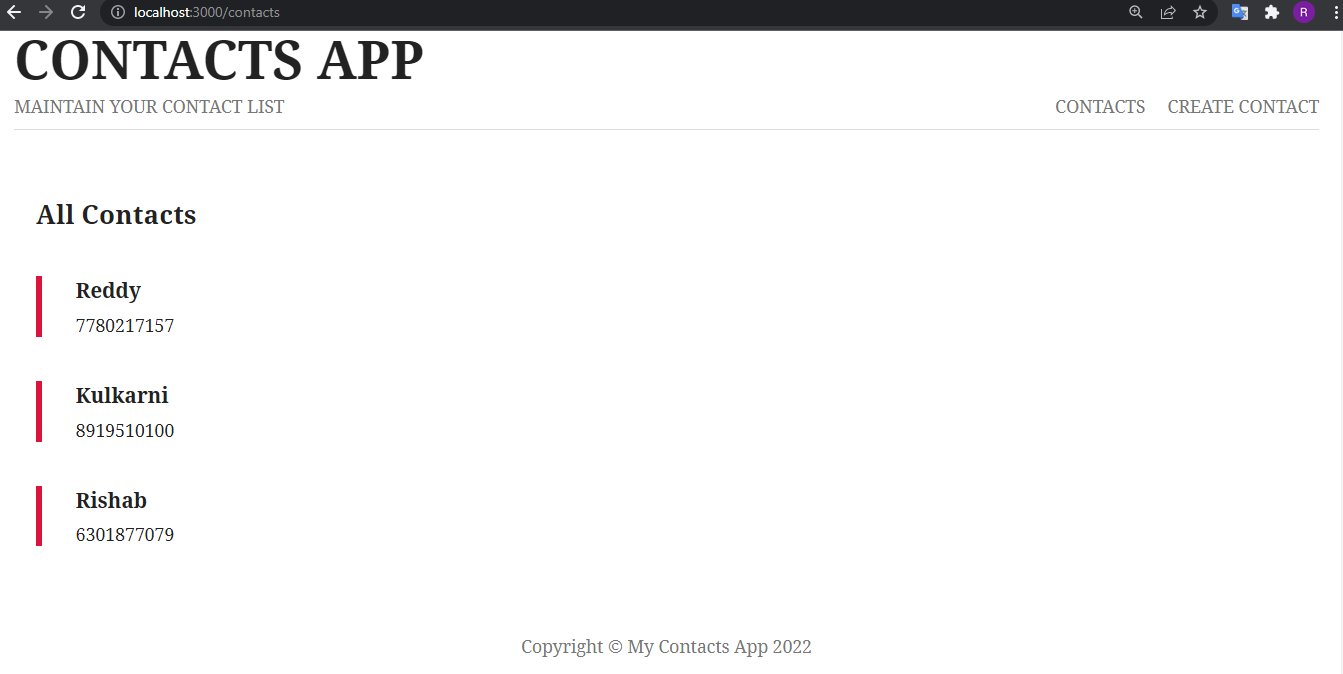 localhost:3000/contacts
R
CONTACTS APP
MAINTAIN YOUR CONTACT LIST
CONTACTS CREATE CONTACT
All Contacts
Reddy
7780217157
Kulkarni
8919510100
Rishab
6301877079
Copyright © My Contacts App 2022